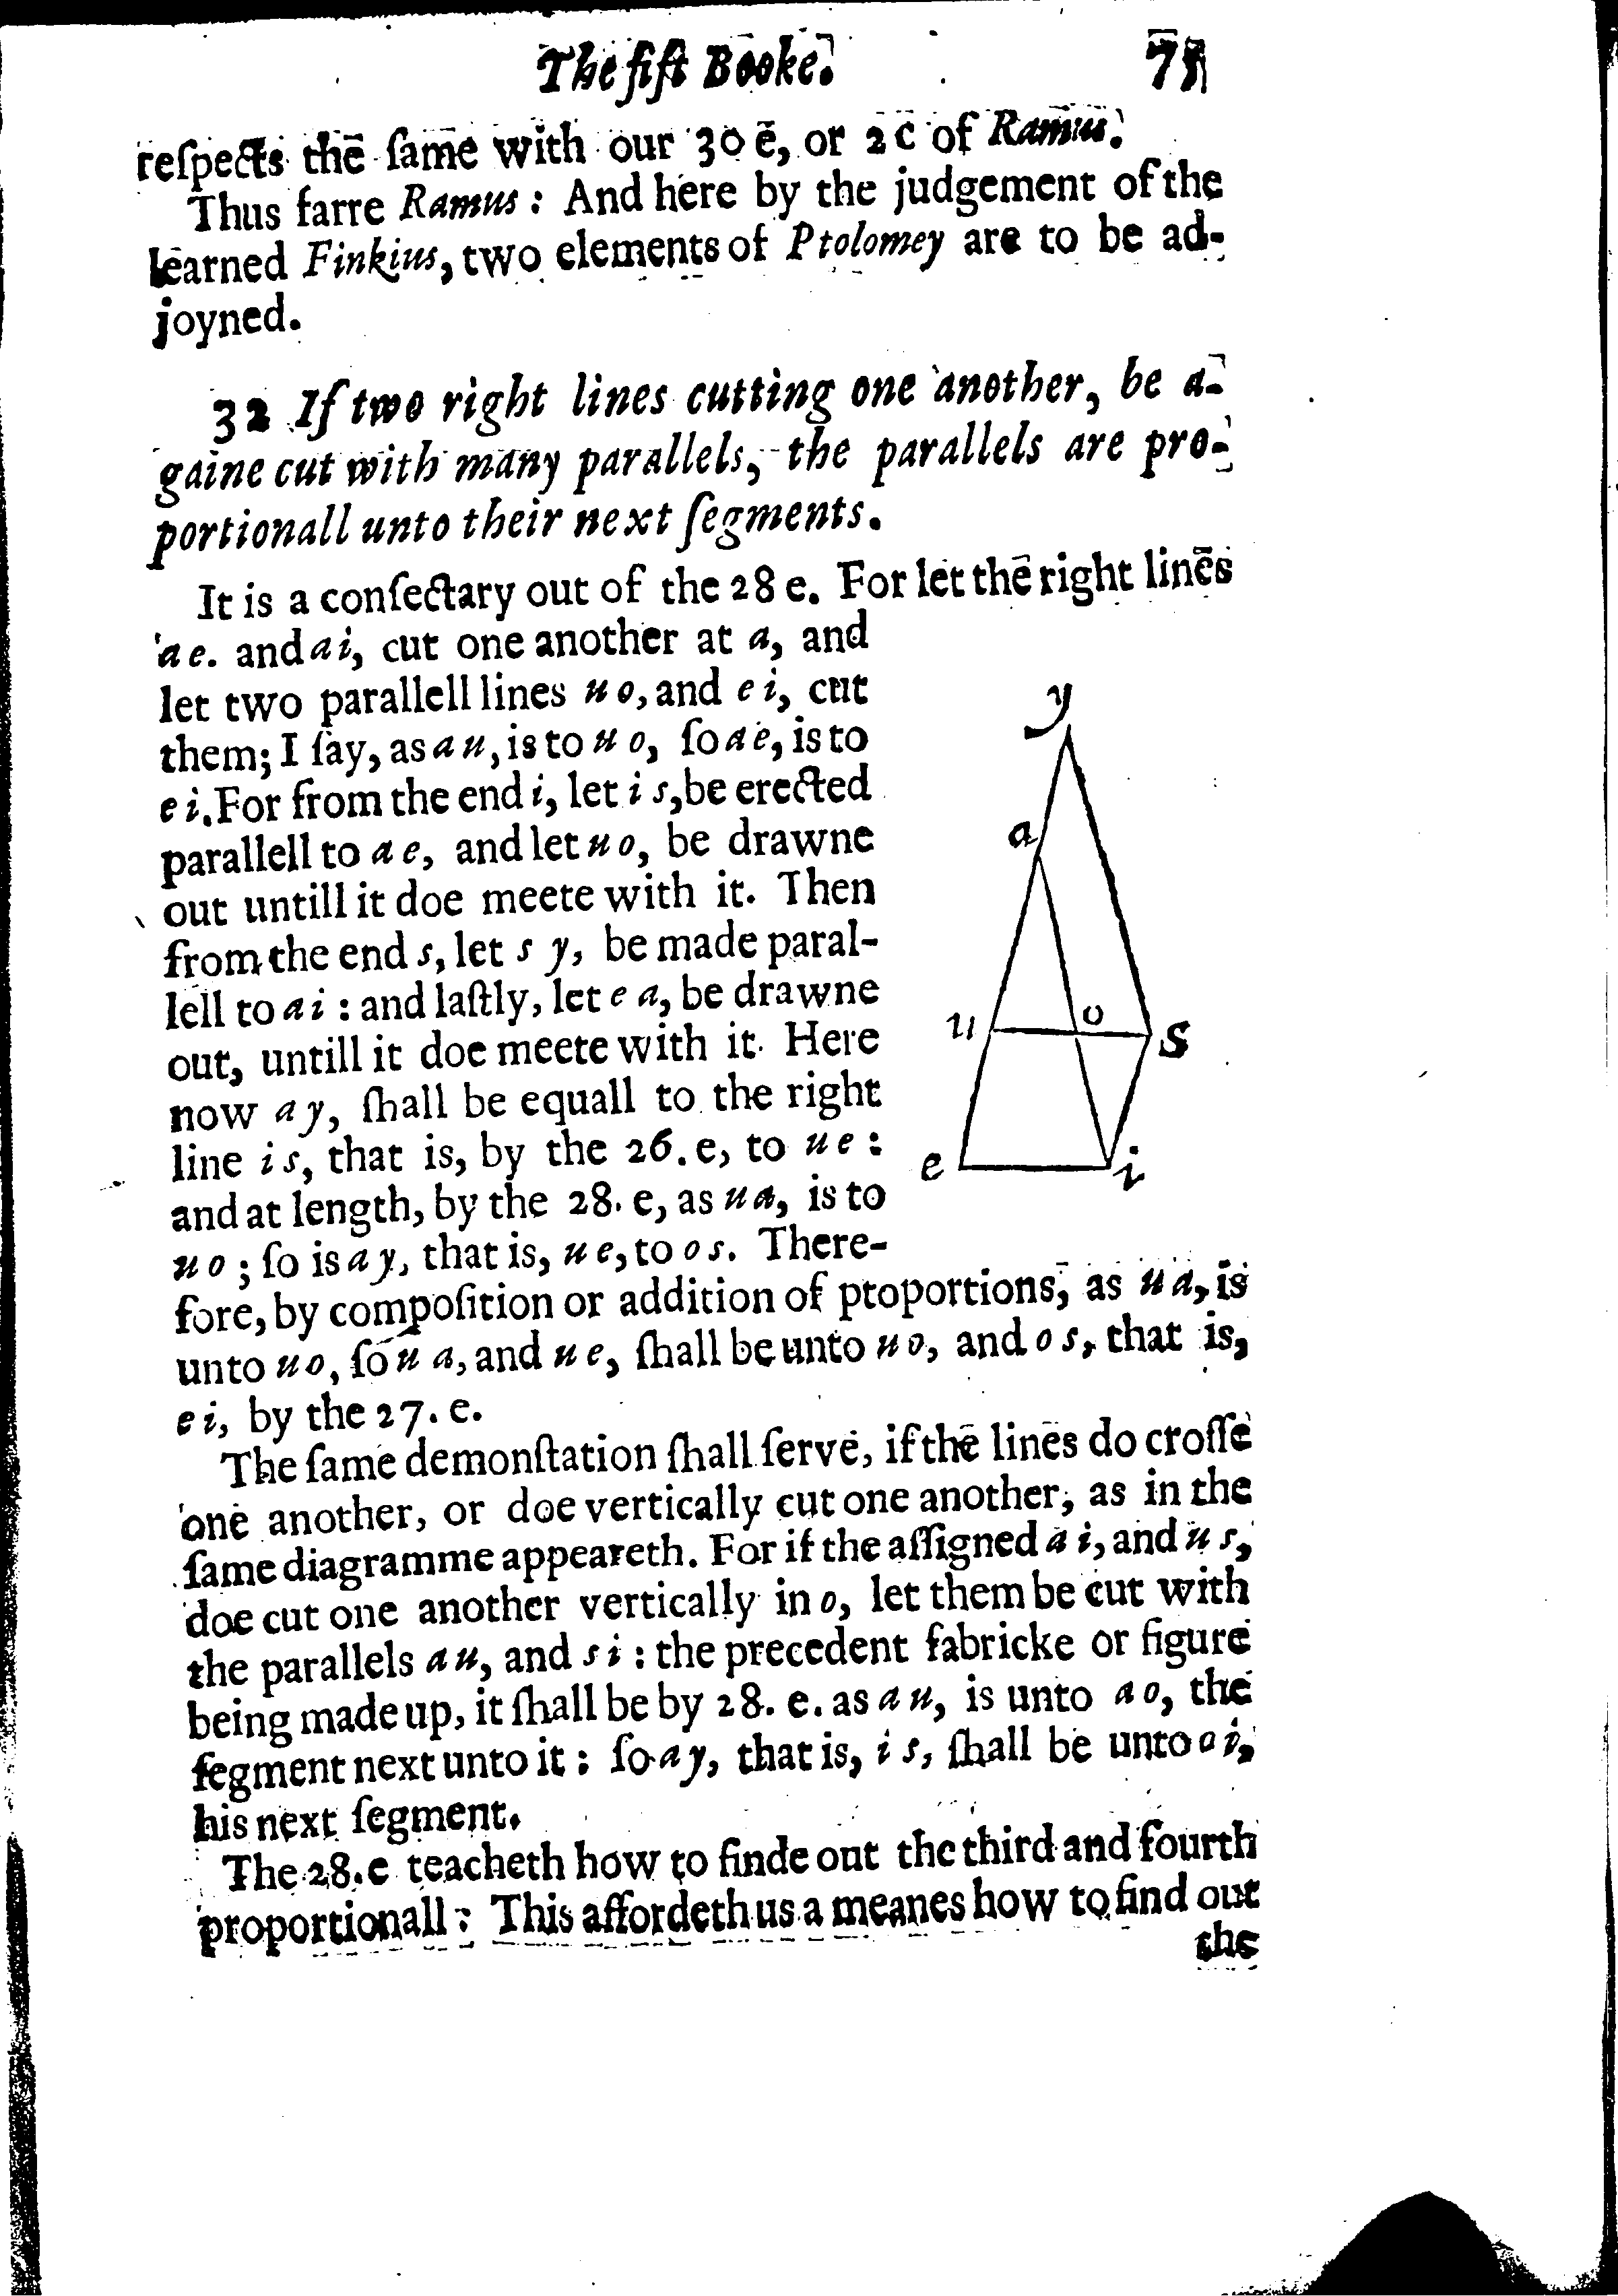 The fift Booke. 75
reſpects the ſame with our 30 e, or 2 c of Ramus.
Thus farre Ramus: And here by the judgement of the
learned Finkius, two elements of Ptolomey are to be ad-
joyned.
32 If two right lines cutting one another, be a-
gaine cut with many parallels, the parallels are pro-
portionall unto their next ſegments.
It is a conſectary out of the 28 e. For let the right lines
ae. and ai, cut one another at a, and
let two parallell lines uo, and ei, cut
them; I ſay, as au, is to uo, ſo ae, is to
ei. For from the end i, let is, be erected
parallell to ae, and let uo, be drawne
out untill it doe meete with it. Then
from the end s, let sy, be made paral-
lell to ai: and laſtly, let ea, be drawne
out, untill it doe meete with it. Here
now ay, ſhall be equall to the right
line is, that is, by the 26. e, to ue:
and at length, by the 28. e, as ua, is to
uo; ſo is ay, that is, ue, to os. There-
fore, by compoſition or addition of ptoportions, as ua, is
unto uo, ſo ua, and ue, ſhall be unto uo, and os, that is,
ei, by the 27. e.
The ſame demonſtation ſhall ſerve, if the lines do croſſe
one another, or doe vertically cut one another, as in the
ſame diagramme appeareth. For if the aſſigned ai, and us,
doe cut one another vertically in o, let them be cut with
the parallels au, and si: the precedent fabricke or figure
being made up, it ſhall be by 28. e. as au, is unto ao, the
ſegment next unto it: ſo ay, that is, is, ſhall be unto oi,
his next ſegment.
The 28. e teacheth how to finde out the third and fourth
proportionall: This affordeth us a meanes how to find out
the
y
a
u
o
s
e
i